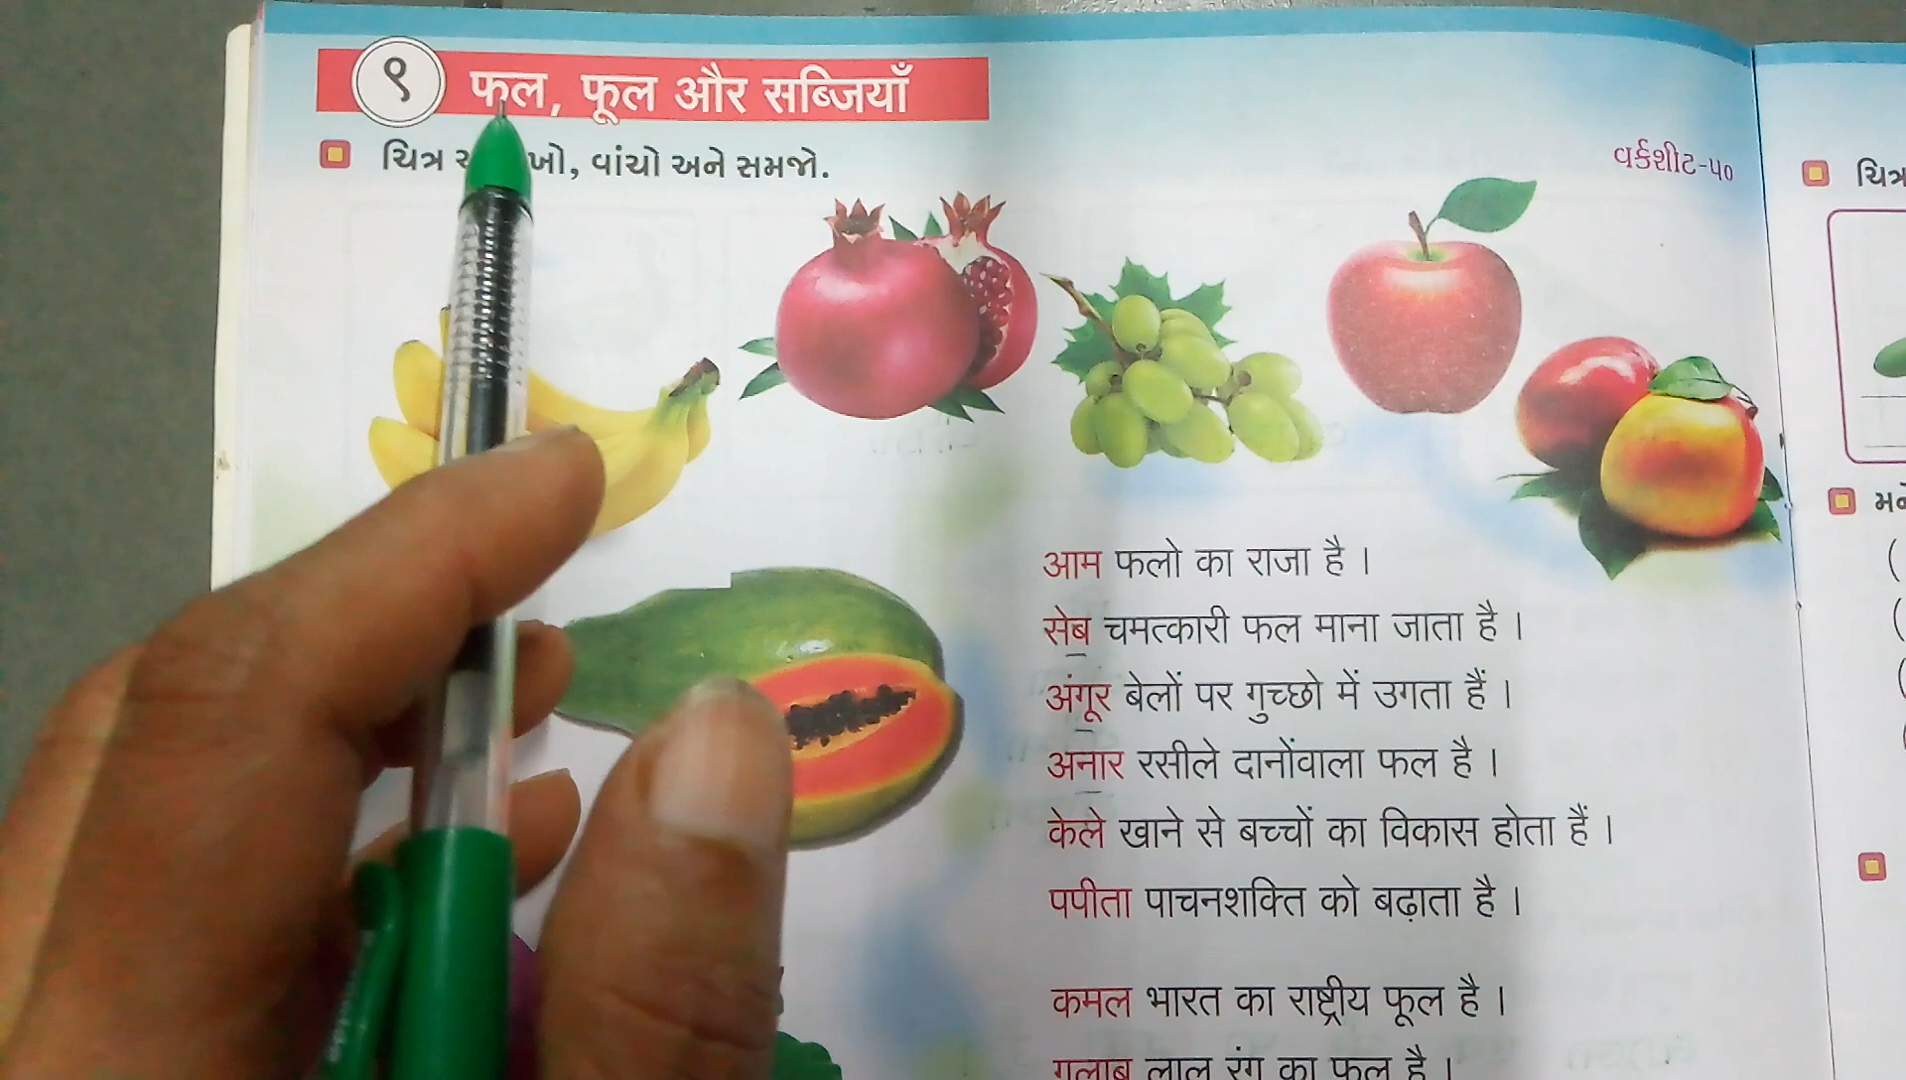 ९ फल, फूल और सब्जियाँ
ચિત્ર વાંચો અને સમજો.
વર્કશીટ-૫૦
आम फलो का राजा है ।
सेब चमत्कारी फल माना जाता है ।
अंगूर बेलों पर गुच्छो में उगता हैं ।
अनार रसीले दानोंवाला फल है ।
केले खाने से बच्चों का विकास होता हैं ।
पपीता पाचनशक्ति को बढ़ाता है ।
कमल भारत का राष्ट्रीय फूल है ।
लाल रंग का है ।
ચિત્ર